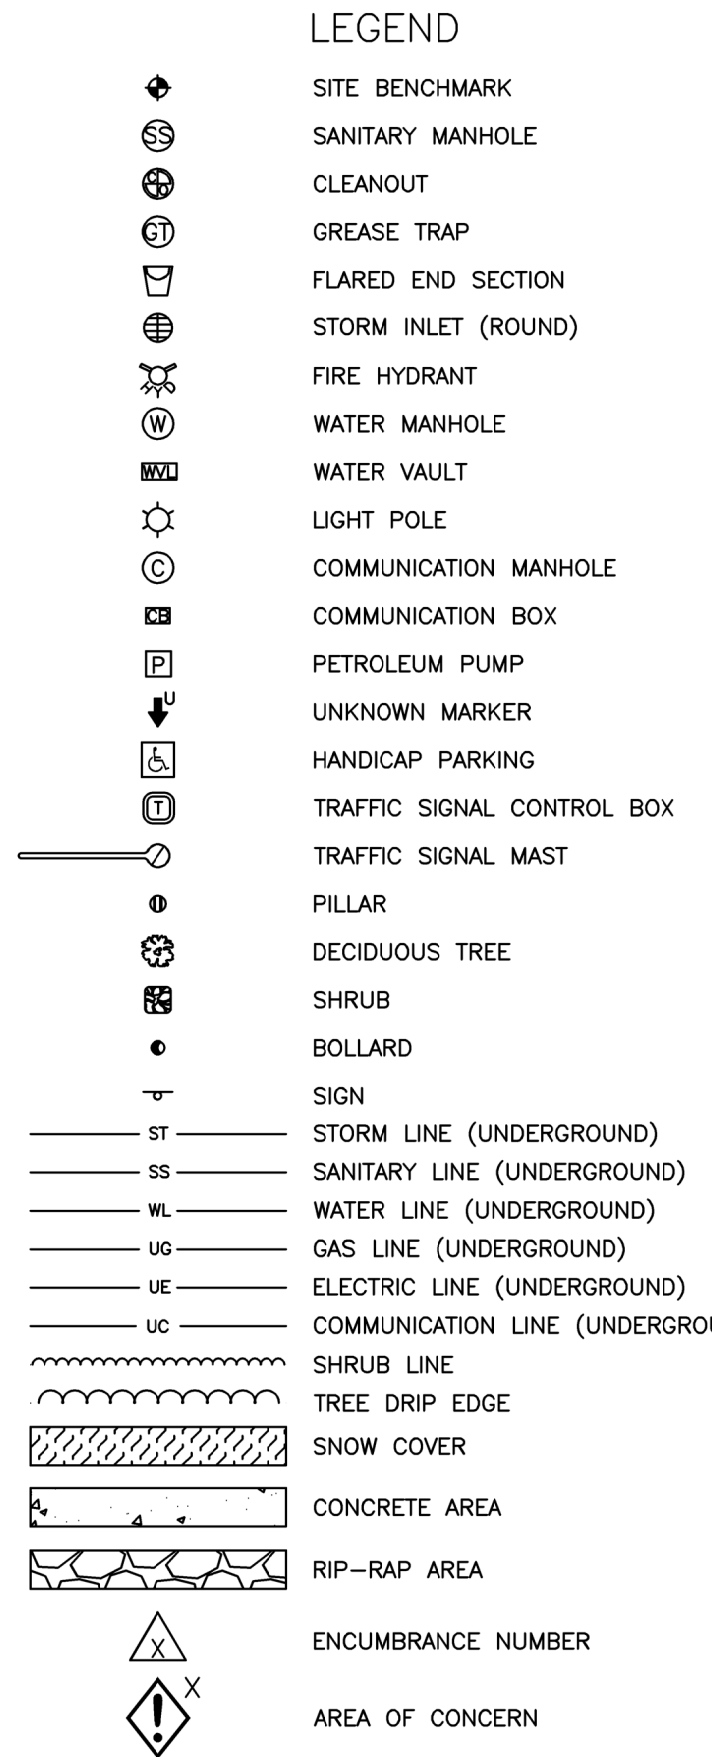 LEGEND
SITE BENCHMARK
SS SANITARY MANHOLE
CO CLEANOUT
GT GREASE TRAP
FLARED END SECTION
STORM INLET (ROUND)
HYD FIRE HYDRANT
W WATER MANHOLE
WVL WATER VAULT
LIGHT POLE
C COMMUNICATION MANHOLE
CB COMMUNICATION BOX
P PETROLEUM PUMP
U UNKNOWN MARKER
HANDICAP PARKING
T TRAFFIC SIGNAL CONTROL BOX
TRAFFIC SIGNAL MAST
PILLAR
DECIDUOUS TREE
SHRUB
BOLLARD
SIGN
ST STORM LINE (UNDERGROUND)
SS SANITARY LINE (UNDERGROUND)
WL WATER LINE (UNDERGROUND)
UG GAS LINE (UNDERGROUND)
UE ELECTRIC LINE (UNDERGROUND)
UC COMMUNICATION LINE (UNDERGROU
SHRUB LINE
TREE DRIP EDGE
SNOW COVER
CONCRETE AREA
RIP-RAP AREA
X ENCUMBRANCE NUMBER
! X AREA OF CONCERN